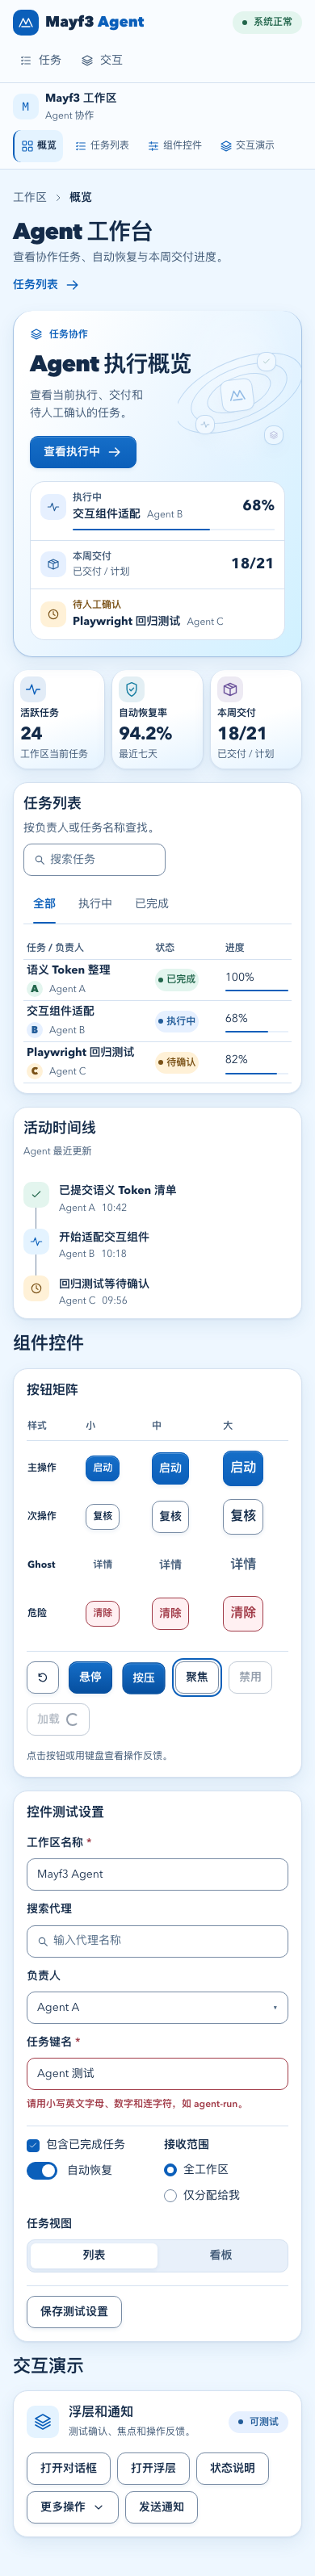 Mayf3 Agent
系统正常
任务
交互
M
Mayf3 工作区
Agent 协作
概览
任务列表
组件控件
交互演示
工作区 > 概览
Agent 工作台
查看协作任务、自动恢复与本周交付进度。
任务列表 →
任务协作
Agent 执行概览
查看当前执行、交付和
待人工确认的任务。
查看执行中 →
执行中
交互组件适配 Agent B
68%
本周交付
已交付 / 计划
18/21
待人工确认
Playwright 回归测试 Agent C
活跃任务
24
工作区当前任务
自动恢复率
94.2%
最近七天
本周交付
18/21
已交付 / 计划
任务列表
按负责人或任务名称查找。
搜索任务
全部 执行中 已完成
任务 / 负责人 状态 进度
语义 Token 整理
A Agent A
已完成
100%
交互组件适配
B Agent B
执行中
68%
Playwright 回归测试
C Agent C
待确认
82%
活动时间线
Agent 最近更新
已提交语义 Token 清单
Agent A 10:42
开始适配交互组件
Agent B 10:18
回归测试等待确认
Agent C 09:56
组件控件
按钮矩阵
样式 小 中 大
主操作 启动 启动 启动
次操作 复核 复核 复核
Ghost 详情 详情 详情
危险 清除 清除 清除
悬停 按压 聚焦 禁用
加载
点击按钮或用键盘查看操作反馈。
控件测试设置
工作区名称 *
Mayf3 Agent
搜索代理
输入代理名称
负责人
Agent A
任务键名 *
Agent 测试
请用小写英文字母、数字和连字符，如 agent-run。
包含已完成任务
自动恢复
接收范围
全工作区
仅分配给我
任务视图
列表 看板
保存测试设置
交互演示
浮层和通知
测试确认、焦点和操作反馈。
可测试
打开对话框 打开浮层 状态说明
更多操作 发送通知